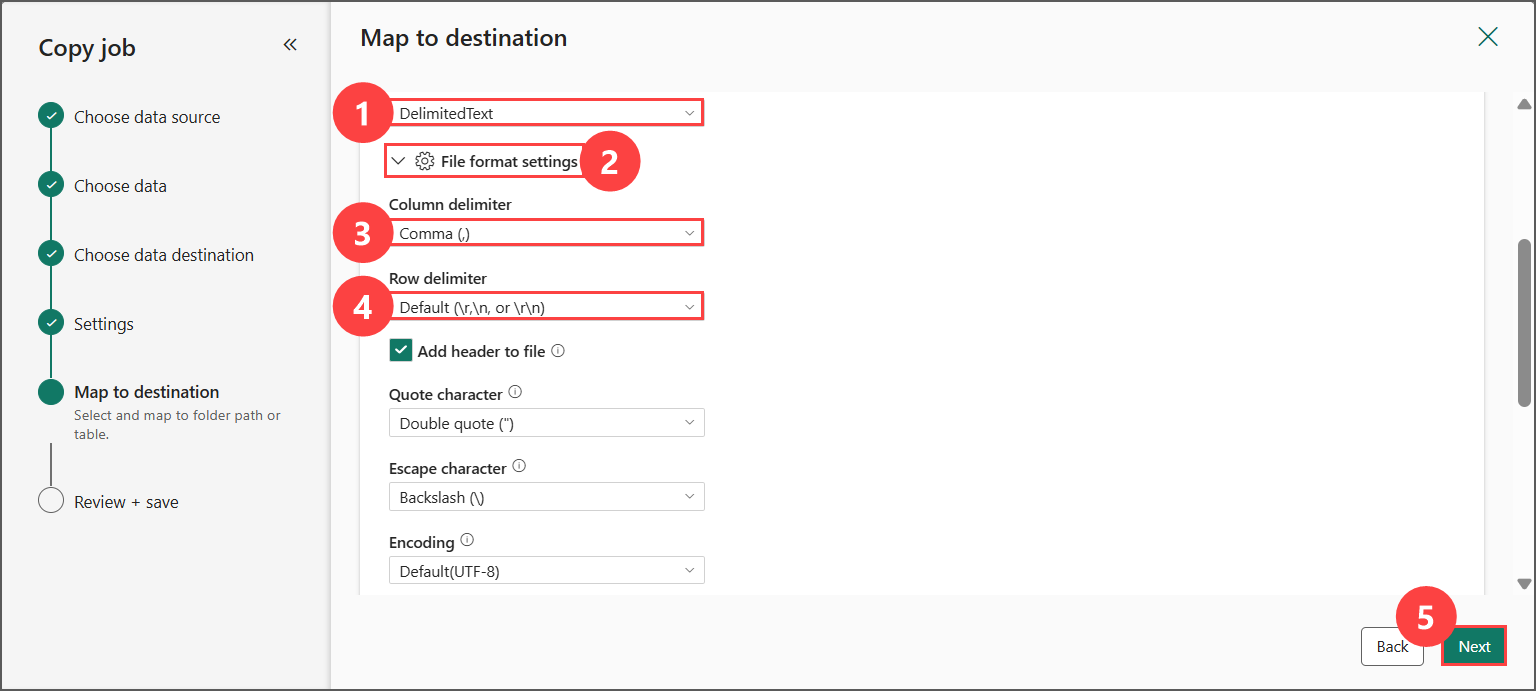 Copy job
Choose data source
Choose data
Choose data destination
Settings
Map to destination
Select and map to folder path or
table.
Review + save
Map to destination
1
DelimitedText
File format settings
2
Column delimiter
3
Comma (,)
Row delimiter
4
Default (\r,\n, or \r\n)
Add header to file
Quote character
Double quote (")
Escape character
Backslash (\)
Encoding
Default(UTF-8)
5
Back
Next